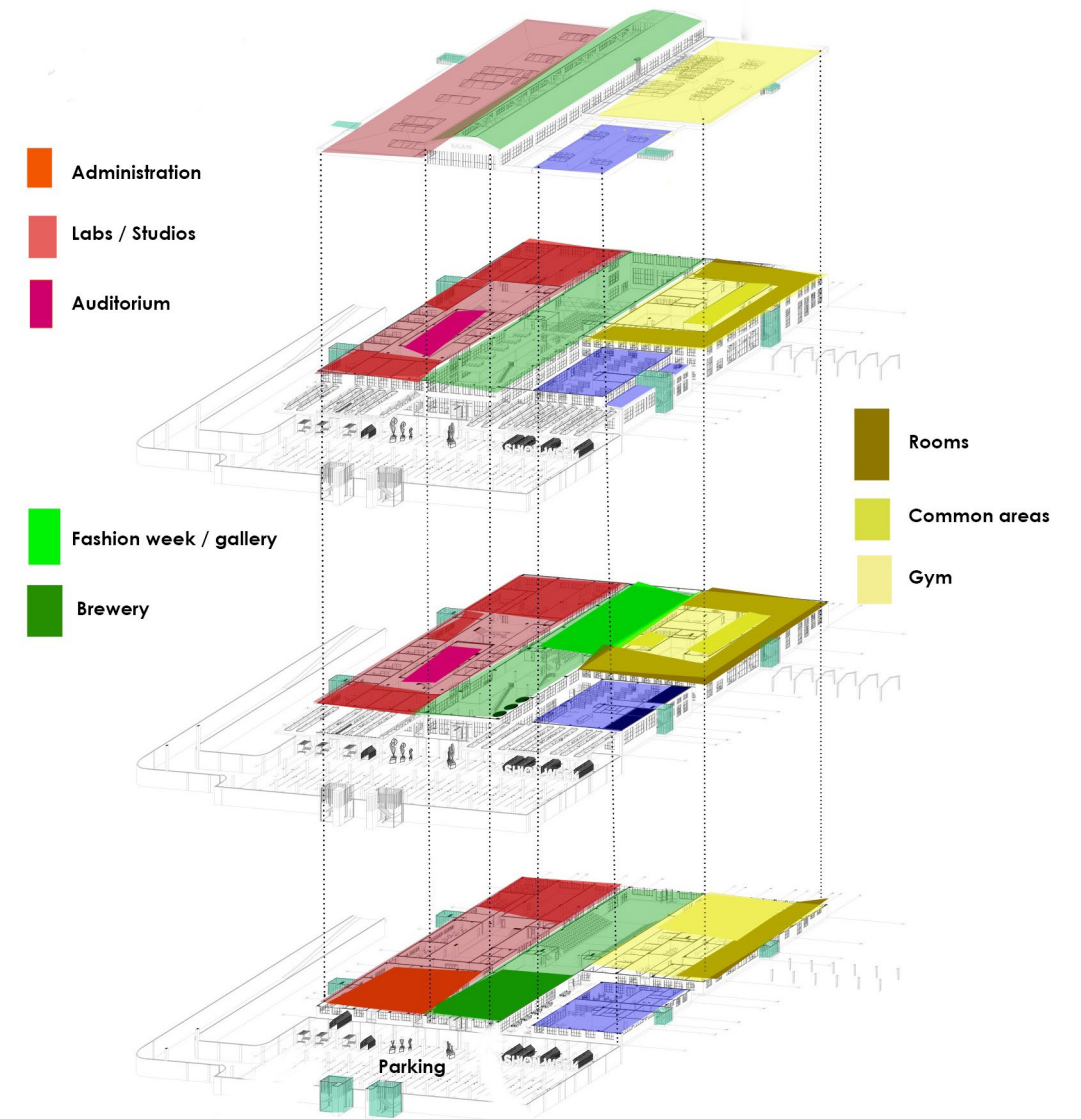 Administration
Labs / Studios
Auditorium
Rooms
Common areas
Gym
Fashion week / gallery
Brewery
Parking